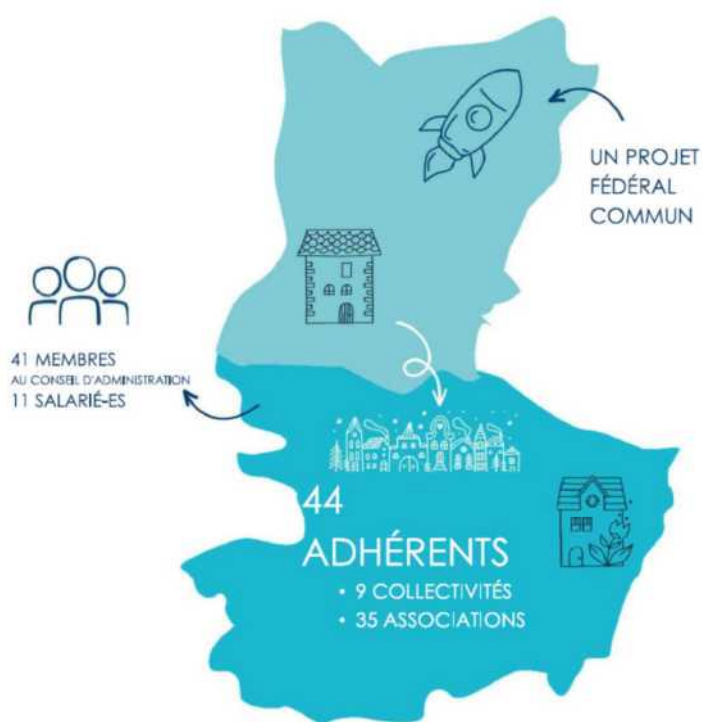 UN PROJET
FÉDÉRAL
COMMUN
41 MEMBRES
AU CONSEIL D'ADMINISTRATION
11 SALARIÉ-ES
44
ADHÉRENTS
• 9 COLLECTIVITÉS
• 35 ASSOCIATIONS